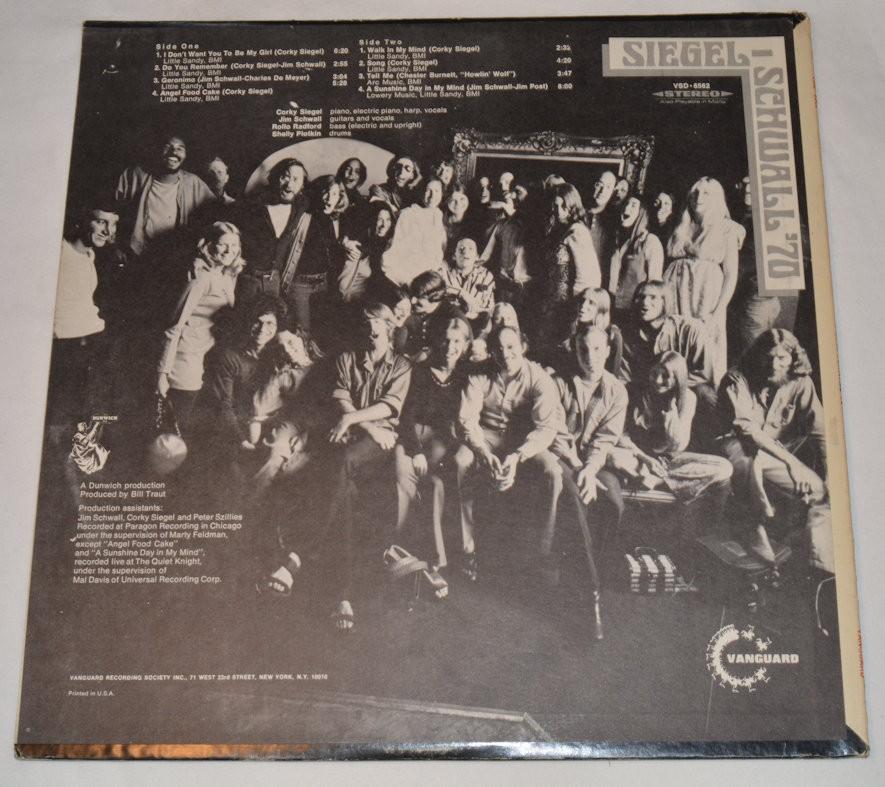 Side One
1. I Don't Want You To Be My Girl (Corky Siegel) 6:20
Little Sandy, BMI
2. Do You Remember (Corky Siegel-Jim Schwall) 2:55
Little Sandy, BMI
3. Geronimo (Jim Schwall-Charles De Meyer) 3:04
Little Sandy, BMI 5:28
4. Angel Food Cake (Corky Siegel)
Little Sandy, BMI
Side Two
1. Walk In My Mind (Corky Siegel) 2:32
Little Sandy, BMI
2. Song (Corky Siegel) 4:20
Little Sandy, BMI
3. Tell Me (Chester Burnett, "Howlin' Wolf") 3:47
Arc Music, BMI
4. A Sunshine Day in My Mind (Jim Schwall-Jim Post) 8:00
Lowery Music, Little Sandy, BMI
Corky Siegel piano, electric piano, harp, vocals
Jim Schwall guitars and vocals
Rollo Radford bass (electric and upright)
Shelly Plotkin drums
SIEGEL-SCHWALL '70
VSD-6562
STEREO
Also Playable in Mono
DUNWICH
A Dunwich production
Produced by Bill Traut
Production assistants:
Jim Schwall, Corky Siegel and Peter Szillies
Recorded at Paragon Recording in Chicago
under the supervision of Marty Feldman,
except "Angel Food Cake"
and "A Sunshine Day in My Mind",
recorded live at The Quiet Knight,
under the supervision of
Mal Davis of Universal Recording Corp.
VANGUARD
VANGUARD RECORDING SOCIETY INC., 71 WEST 23rd STREET, NEW YORK, N.Y. 10010
Printed in U.S.A.